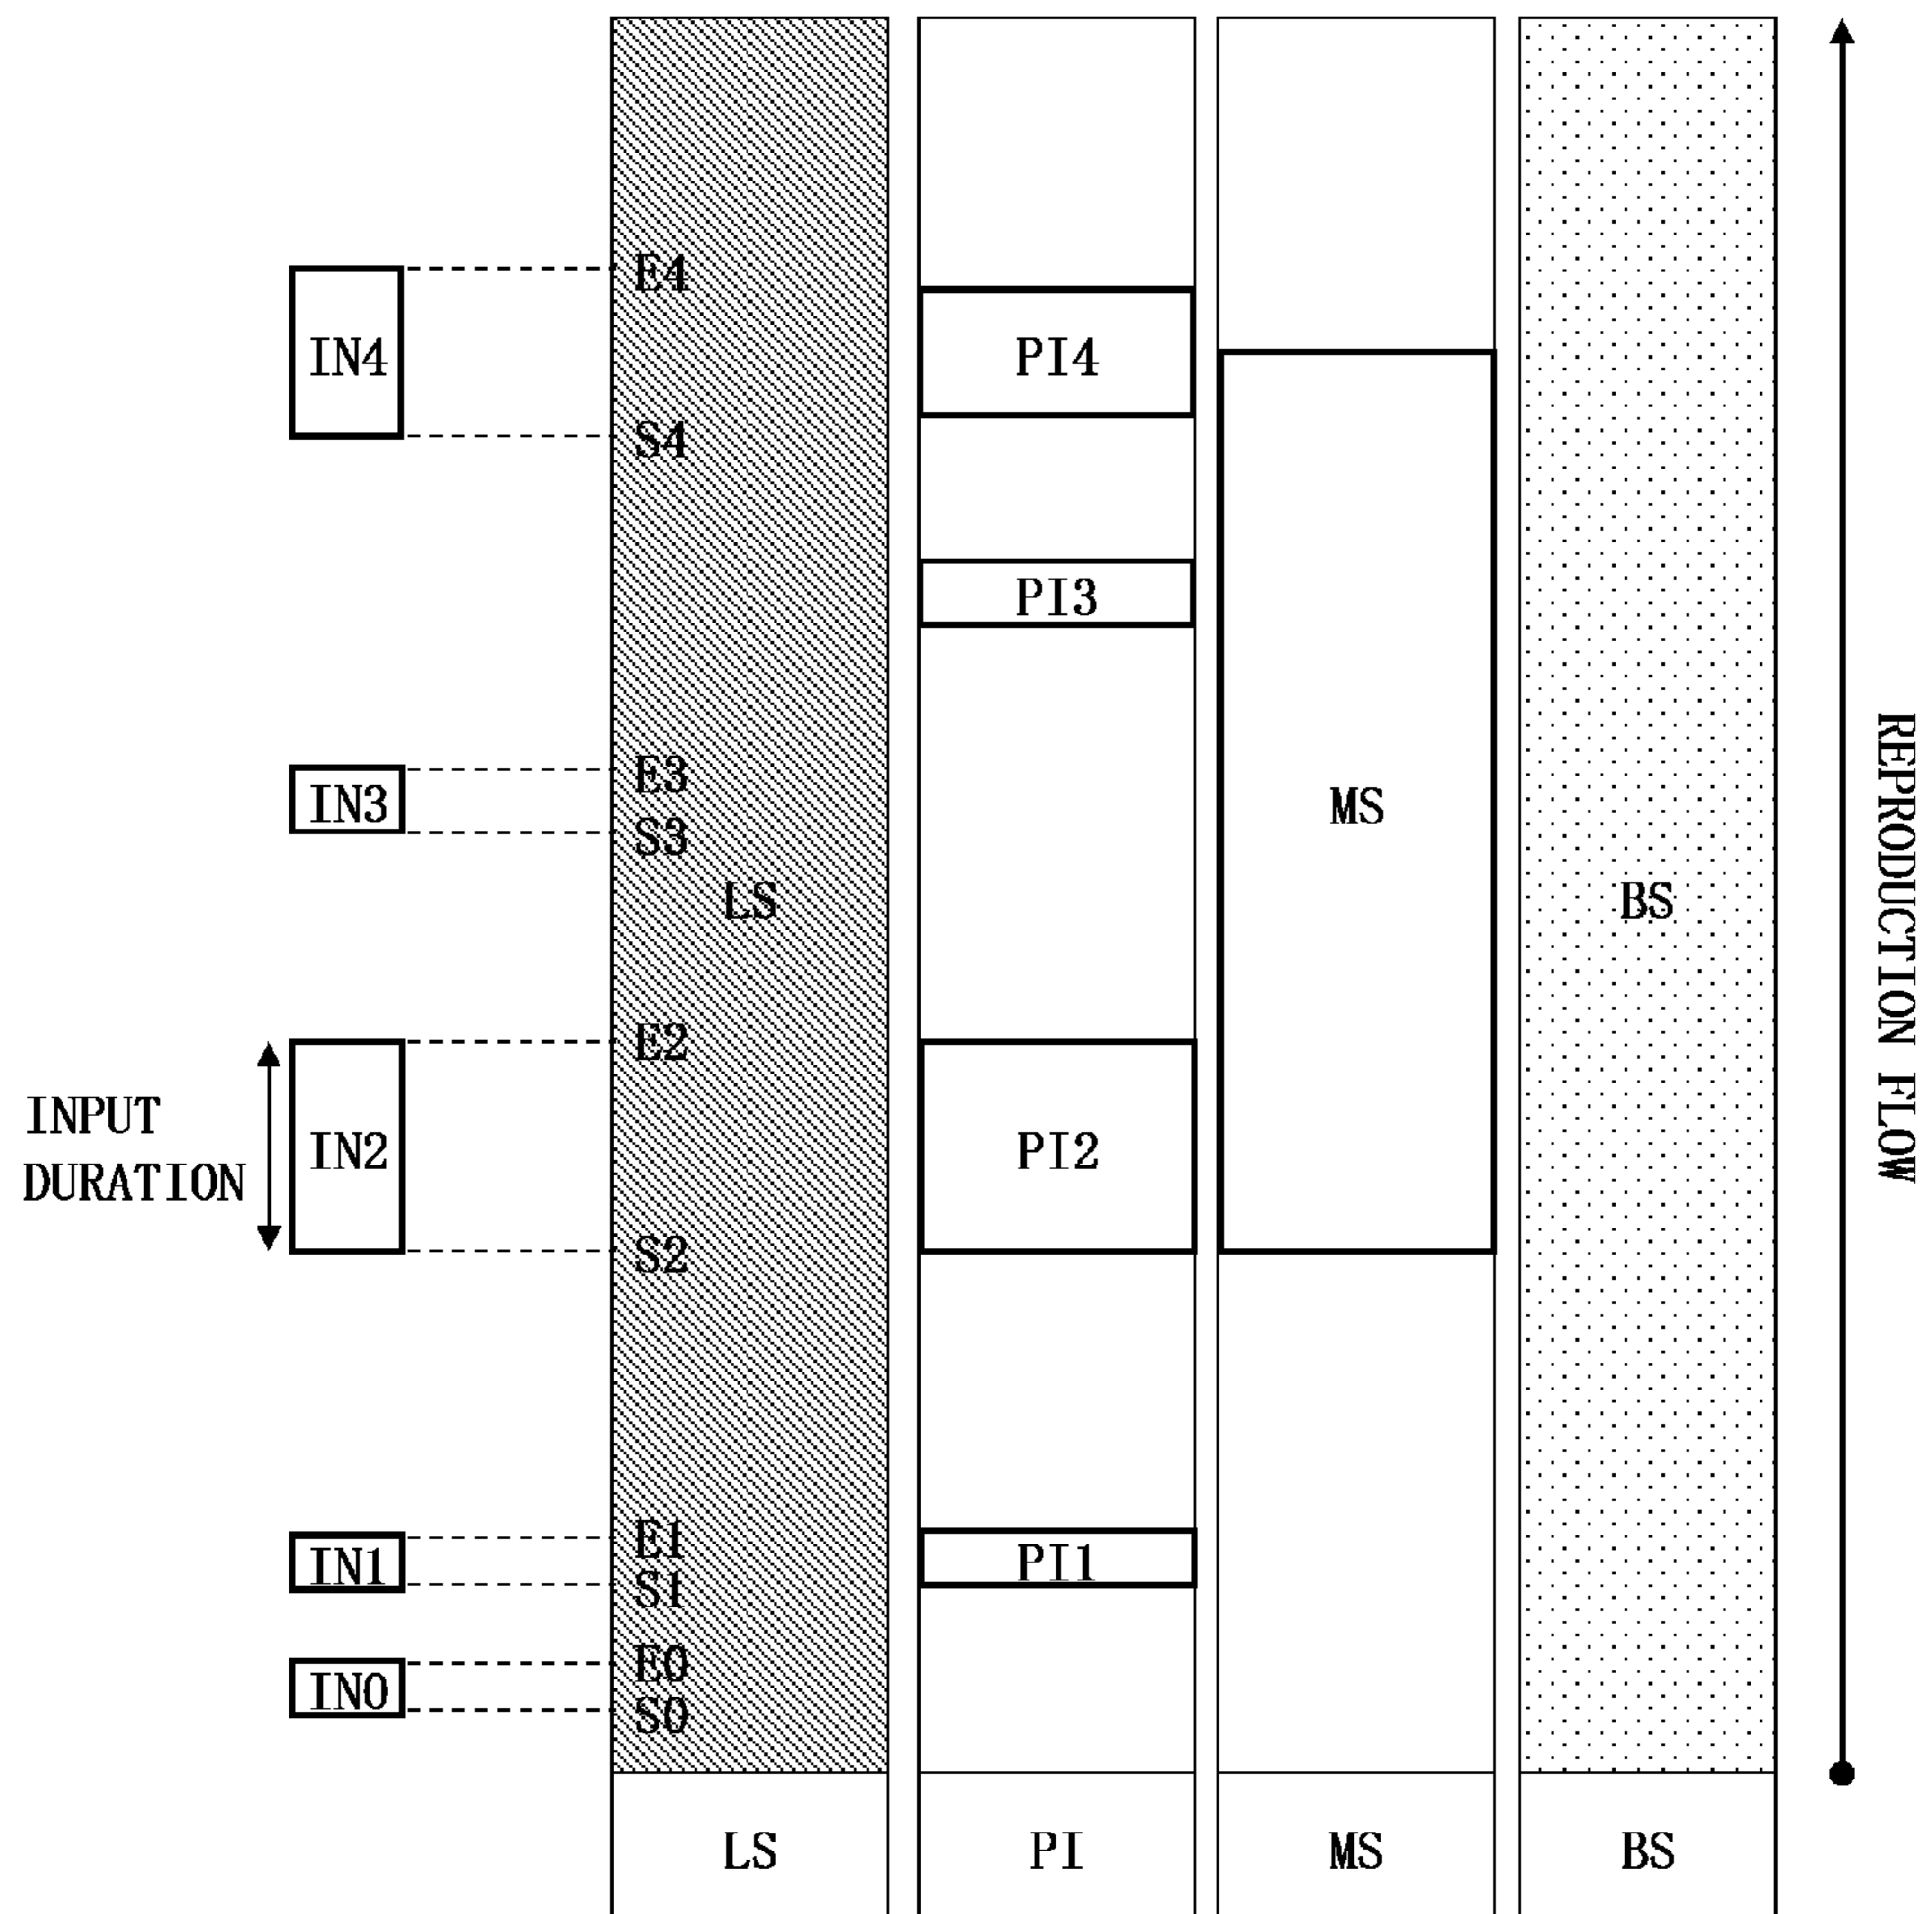 E4
IN4
PI4
S4
PI3
E3
IN3
MS
S3
LS
BS
REPRODUCTION FLOW
E2
INPUT
DURATION
IN2
PI2
S2
E1
IN1
PI1
S1
E0
IN0
S0
LS
PI
MS
BS